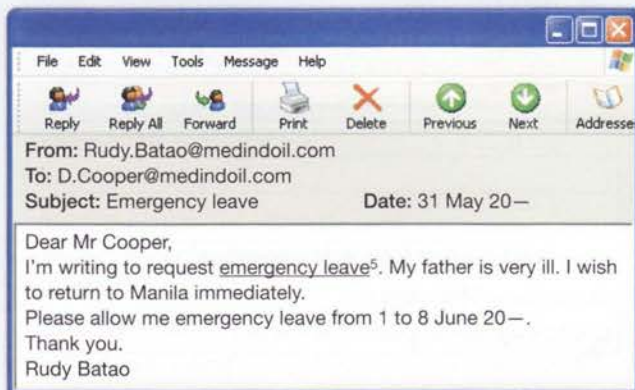 File Edit View Tools Message Help
Reply Reply All Forward Print Delete Previous Next Addresse
From: Rudy.Batao@medindoil.com
To: D.Cooper@medindoil.com
Subject: Emergency leave Date: 31 May 20—
Dear Mr Cooper,
I'm writing to request emergency leave⁵. My father is very ill. I wish
to return to Manila immediately.
Please allow me emergency leave from 1 to 8 June 20—.
Thank you.
Rudy Batao